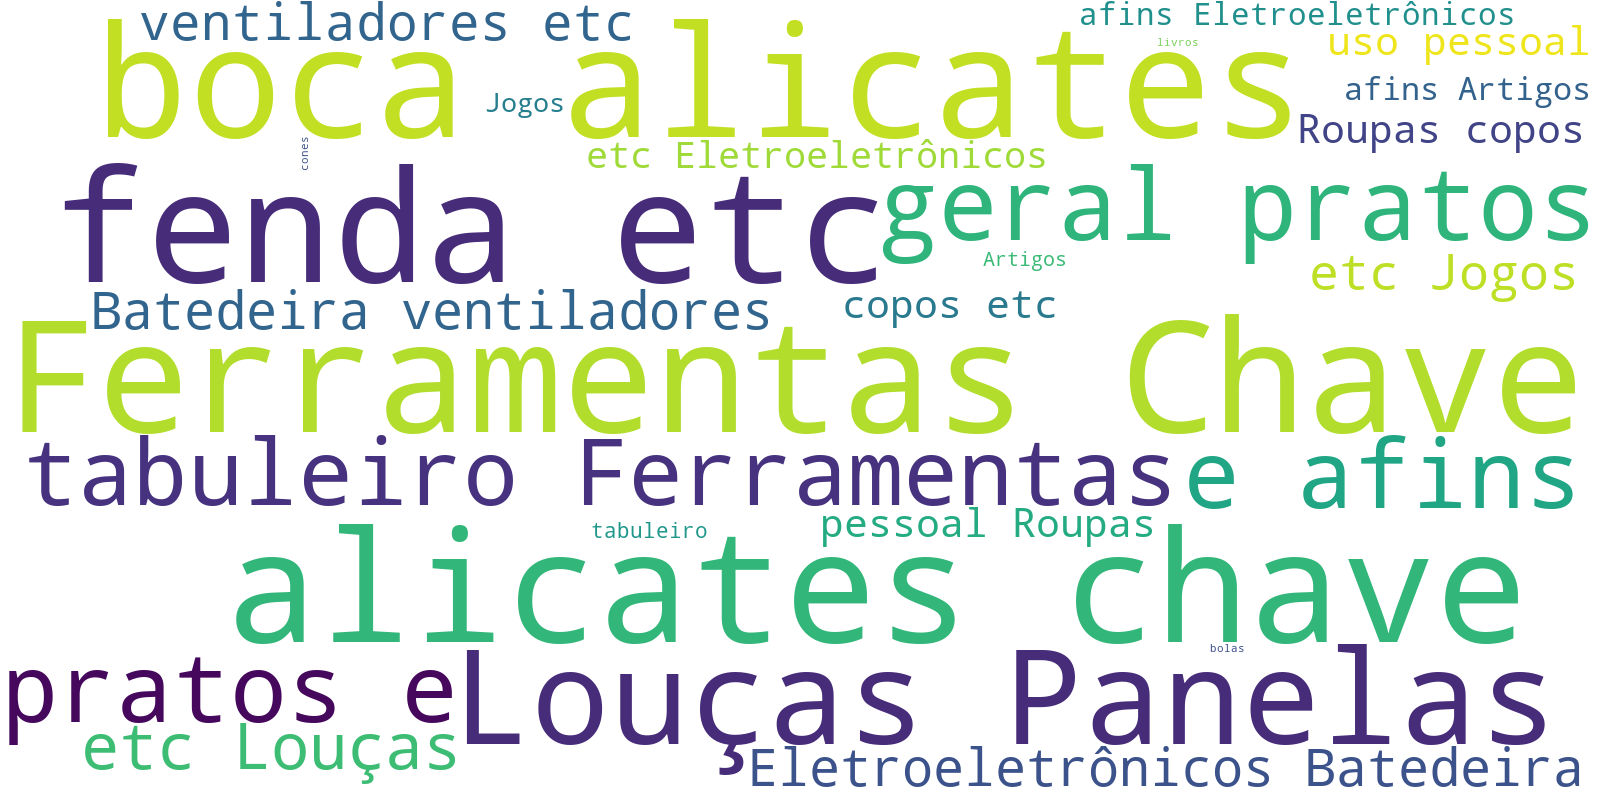 ventiladores etc
afins Eletroeletrônicos
boca alicates
livros
uso pessoal
Jogos
afins Artigos
Roupas copos
cones
etc Eletroeletrônicos
fenda etc
geral pratos
Artigos
etc Jogos
Batedeira ventiladores
copos etc
Ferramentas Chave
tabuleiro Ferramentas
e afins
tabuleiro
pessoal Roupas
alicates chave
bolas
pratos e
Louças Panelas
etc Louças
Eletroeletrônicos Batedeira